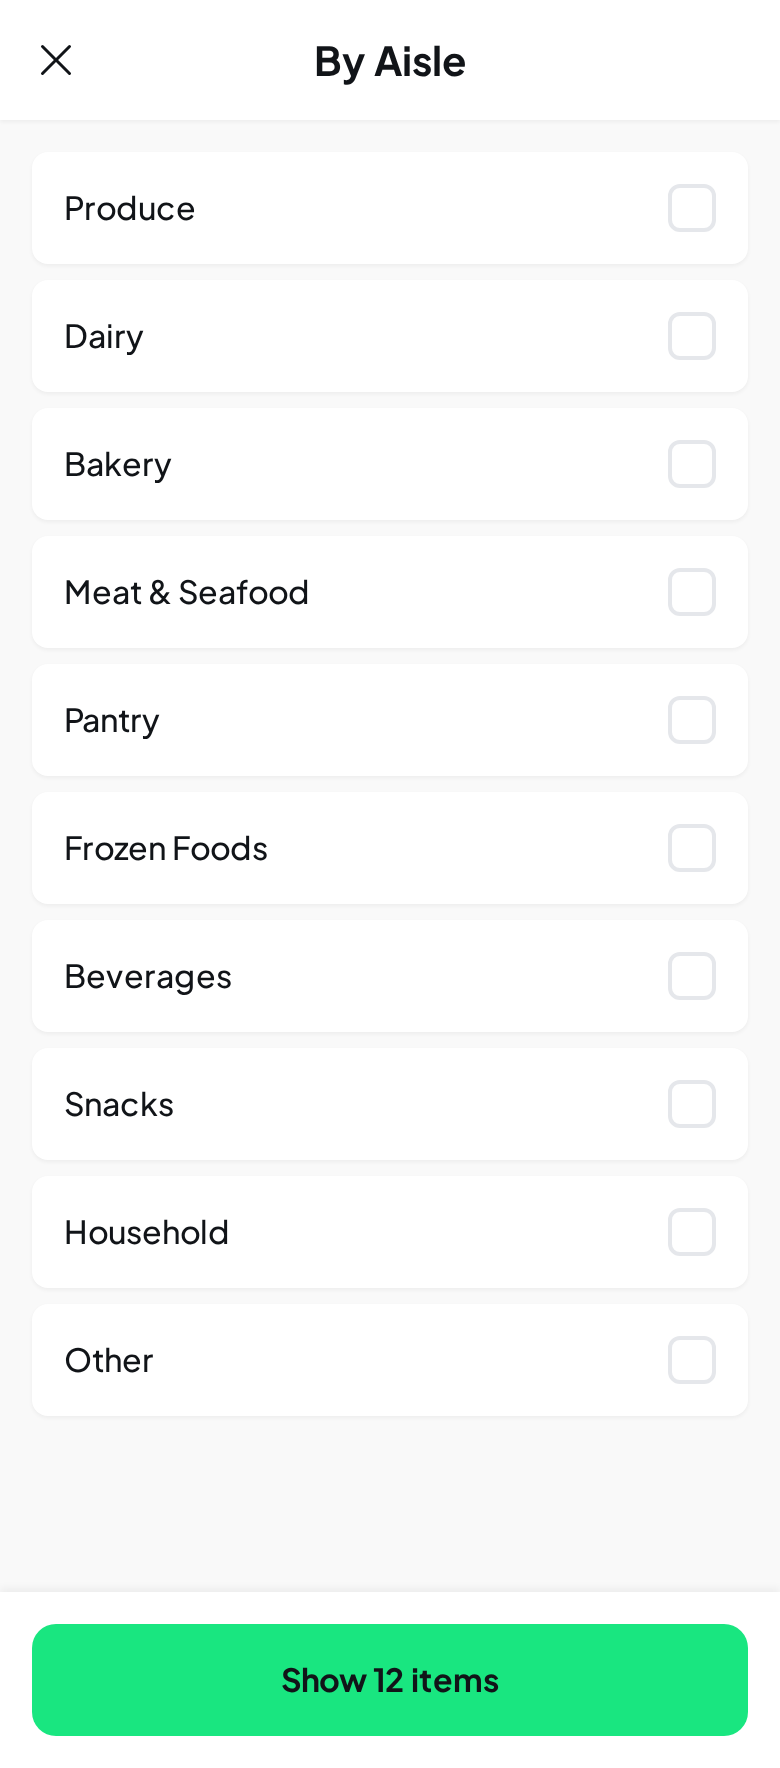 By Aisle
Produce
Dairy
Bakery
Meat & Seafood
Pantry
Frozen Foods
Beverages
Snacks
Household
Other
Show 12 items